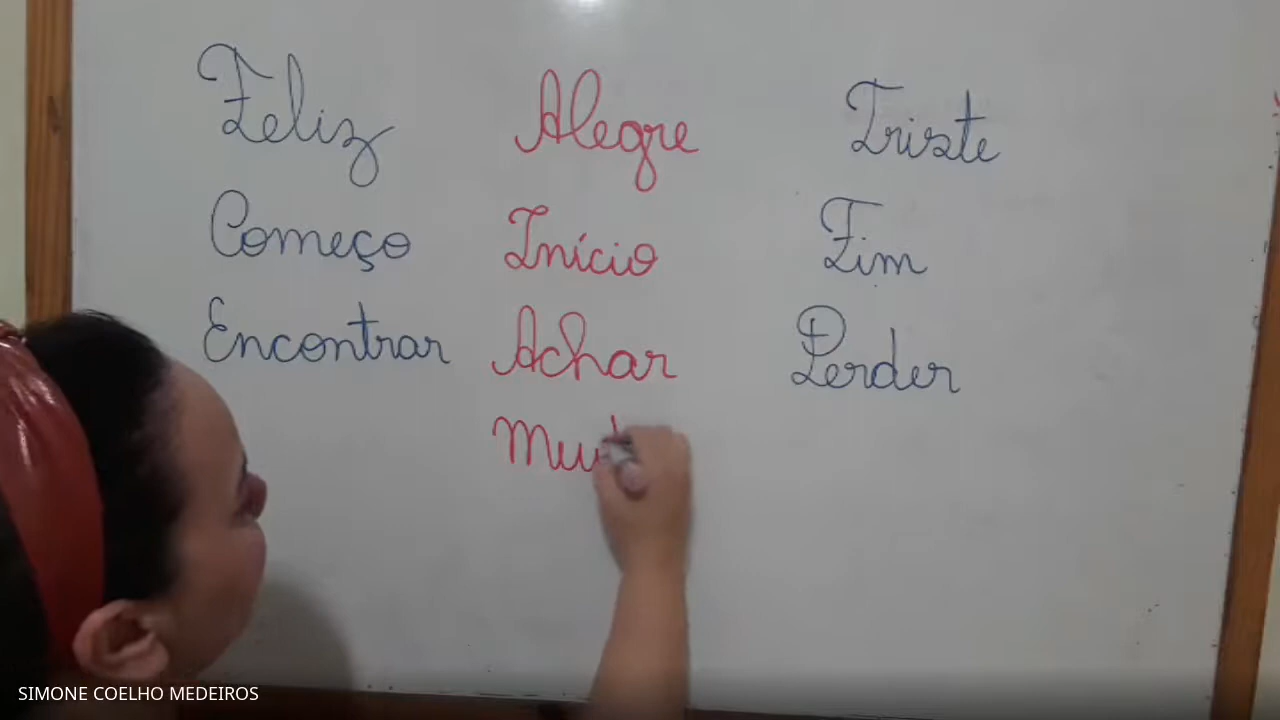 Feliz Alegre Triste
Começo Início Fim
Encontrar Achar Perder
SIMONE COELHO MEDEIROS